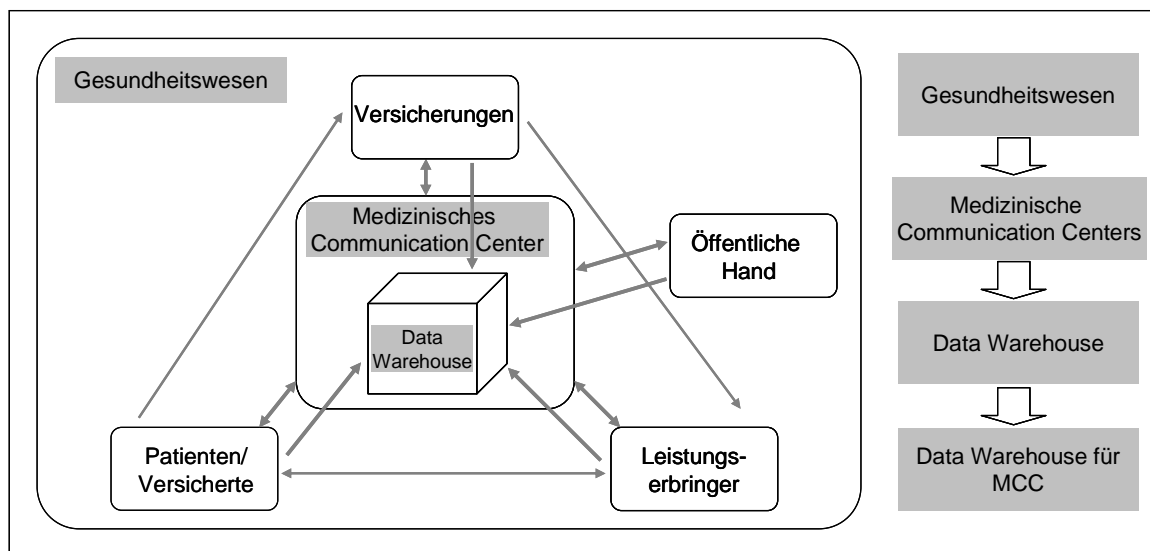 Gesundheitswesen
Versicherungen
Medizinisches
Communication Center
Öffentliche
Hand
Data
Warehouse
Patienten/
Versicherte
Leistungs-
erbringer
Gesundheitswesen
Medizinische
Communication Centers
Data Warehouse
Data Warehouse für
MCC